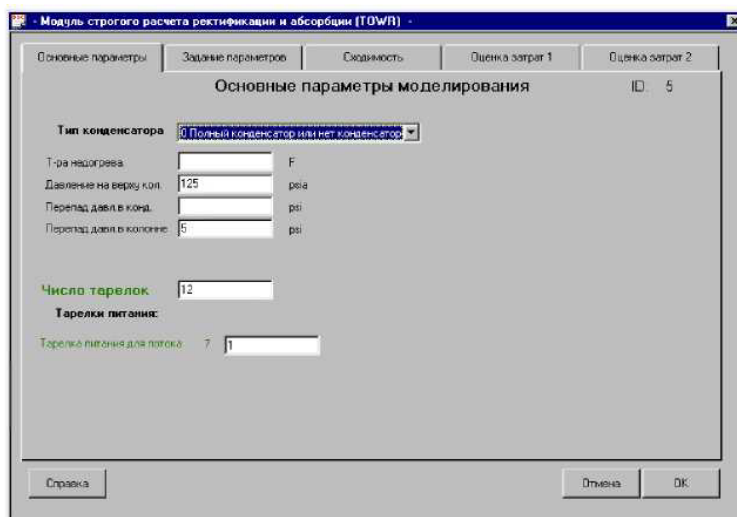 - Модуль строгого расчета ректификации и абсорбции (TOWR) -
Основные параметры Задание параметров Сходимость Оценка затрат 1 Оценка затрат 2
Основные параметры моделирования ID: 5
Тип конденсатора 0 Полный конденсатор или нет конденсатор
Т-ра недогрева F
Давление на верху кол. 125 psia
Перепад давл.в конд. psi
Перепад давл.в колонне 5 psi
Число тарелок 12
Тарелки питания:
Тарелка питания для потока 7 1
Справка Отмена OK